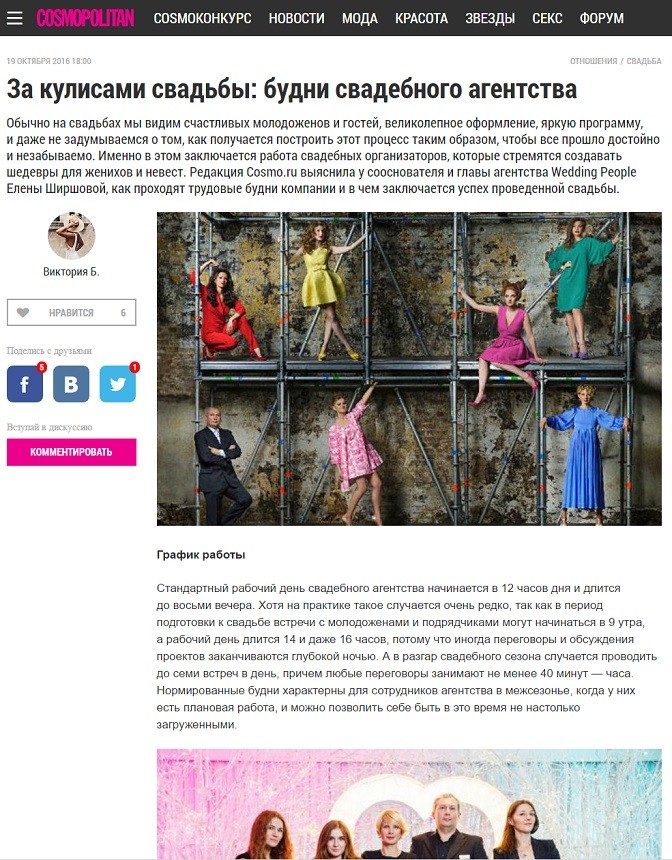 COSMOPOLITAN COSMOКОНКУРС НОВОСТИ МОДА КРАСОТА ЗВЕЗДЫ СЕКС ФОРУМ
19 ОКТЯБРЯ 2016 18:00 ОТНОШЕНИЯ / СВАДЬБА
За кулисами свадьбы: будни свадебного агентства
Обычно на свадьбах мы видим счастливых молодоженов и гостей, великолепное оформление, яркую программу,
и даже не задумываемся о том, как получается построить этот процесс таким образом, чтобы все прошло достойно
и незабываемо. Именно в этом заключается работа свадебных организаторов, которые стремятся создавать
шедевры для женихов и невест. Редакция Cosmo.ru выяснила у сооснователя и главы агентства Wedding People
Елены Ширшовой, как проходят трудовые будни компании и в чем заключается успех проведенной свадьбы.
Виктория Б.
НРАВИТСЯ 6
Поделись с друзьями
f 5 B 1
Вступай в дискуссию
КОММЕНТИРОВАТЬ
График работы
Стандартный рабочий день свадебного агентства начинается в 12 часов дня и длится
до восьми вечера. Хотя на практике такое случается очень редко, так как в период
подготовки к свадьбе встречи с молодоженами и подрядчиками могут начинаться в 9 утра,
а рабочий день длится 14 и даже 16 часов, потому что иногда переговоры и обсуждения
проектов заканчиваются глубокой ночью. А в разгар свадебного сезона случается проводить
до семи встреч в день, причем любые переговоры занимают не менее 40 минут — часа.
Нормированные будни характерны для сотрудников агентства в межсезонье, когда у них
есть плановая работа, и можно позволить себе быть в это время не настолько
загруженными.